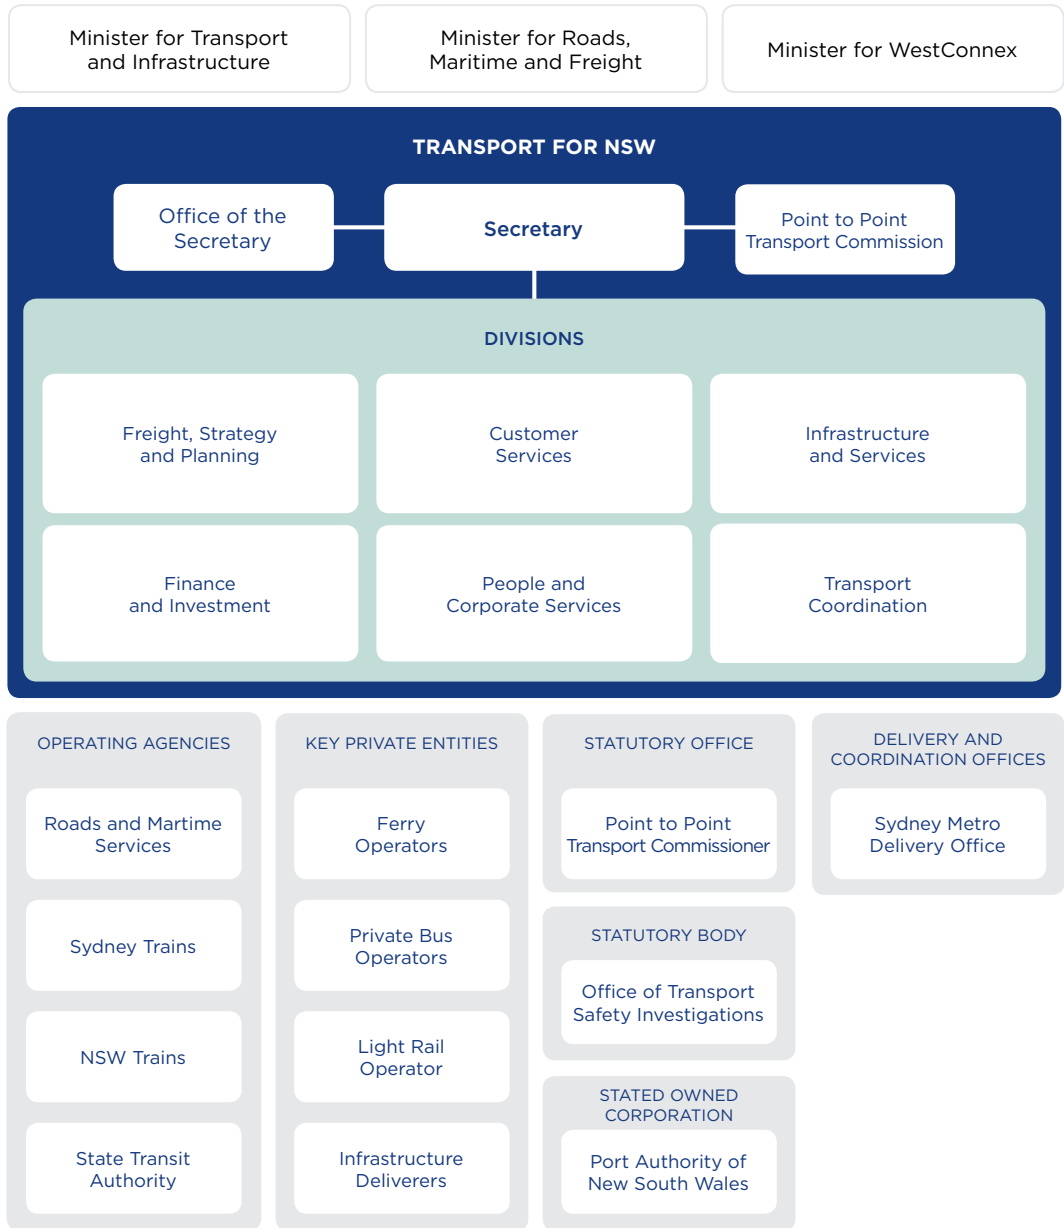 Minister for Transport
and Infrastructure
Minister for Roads,
Maritime and Freight
Minister for WestConnex
TRANSPORT FOR NSW
Office of the
Secretary
Secretary
Point to Point
Transport Commission
DIVISIONS
Freight, Strategy
and Planning
Customer
Services
Infrastructure
and Services
Finance
and Investment
People and
Corporate Services
Transport
Coordination
OPERATING AGENCIES
Roads and Martime
Services
Sydney Trains
NSW Trains
State Transit
Authority
KEY PRIVATE ENTITIES
Ferry
Operators
Private Bus
Operators
Light Rail
Operator
Infrastructure
Deliverers
STATUTORY OFFICE
Point to Point
Transport Commissioner
STATUTORY BODY
Office of Transport
Safety Investigations
STATED OWNED
CORPORATION
Port Authority of
New South Wales
DELIVERY AND
COORDINATION OFFICES
Sydney Metro
Delivery Office